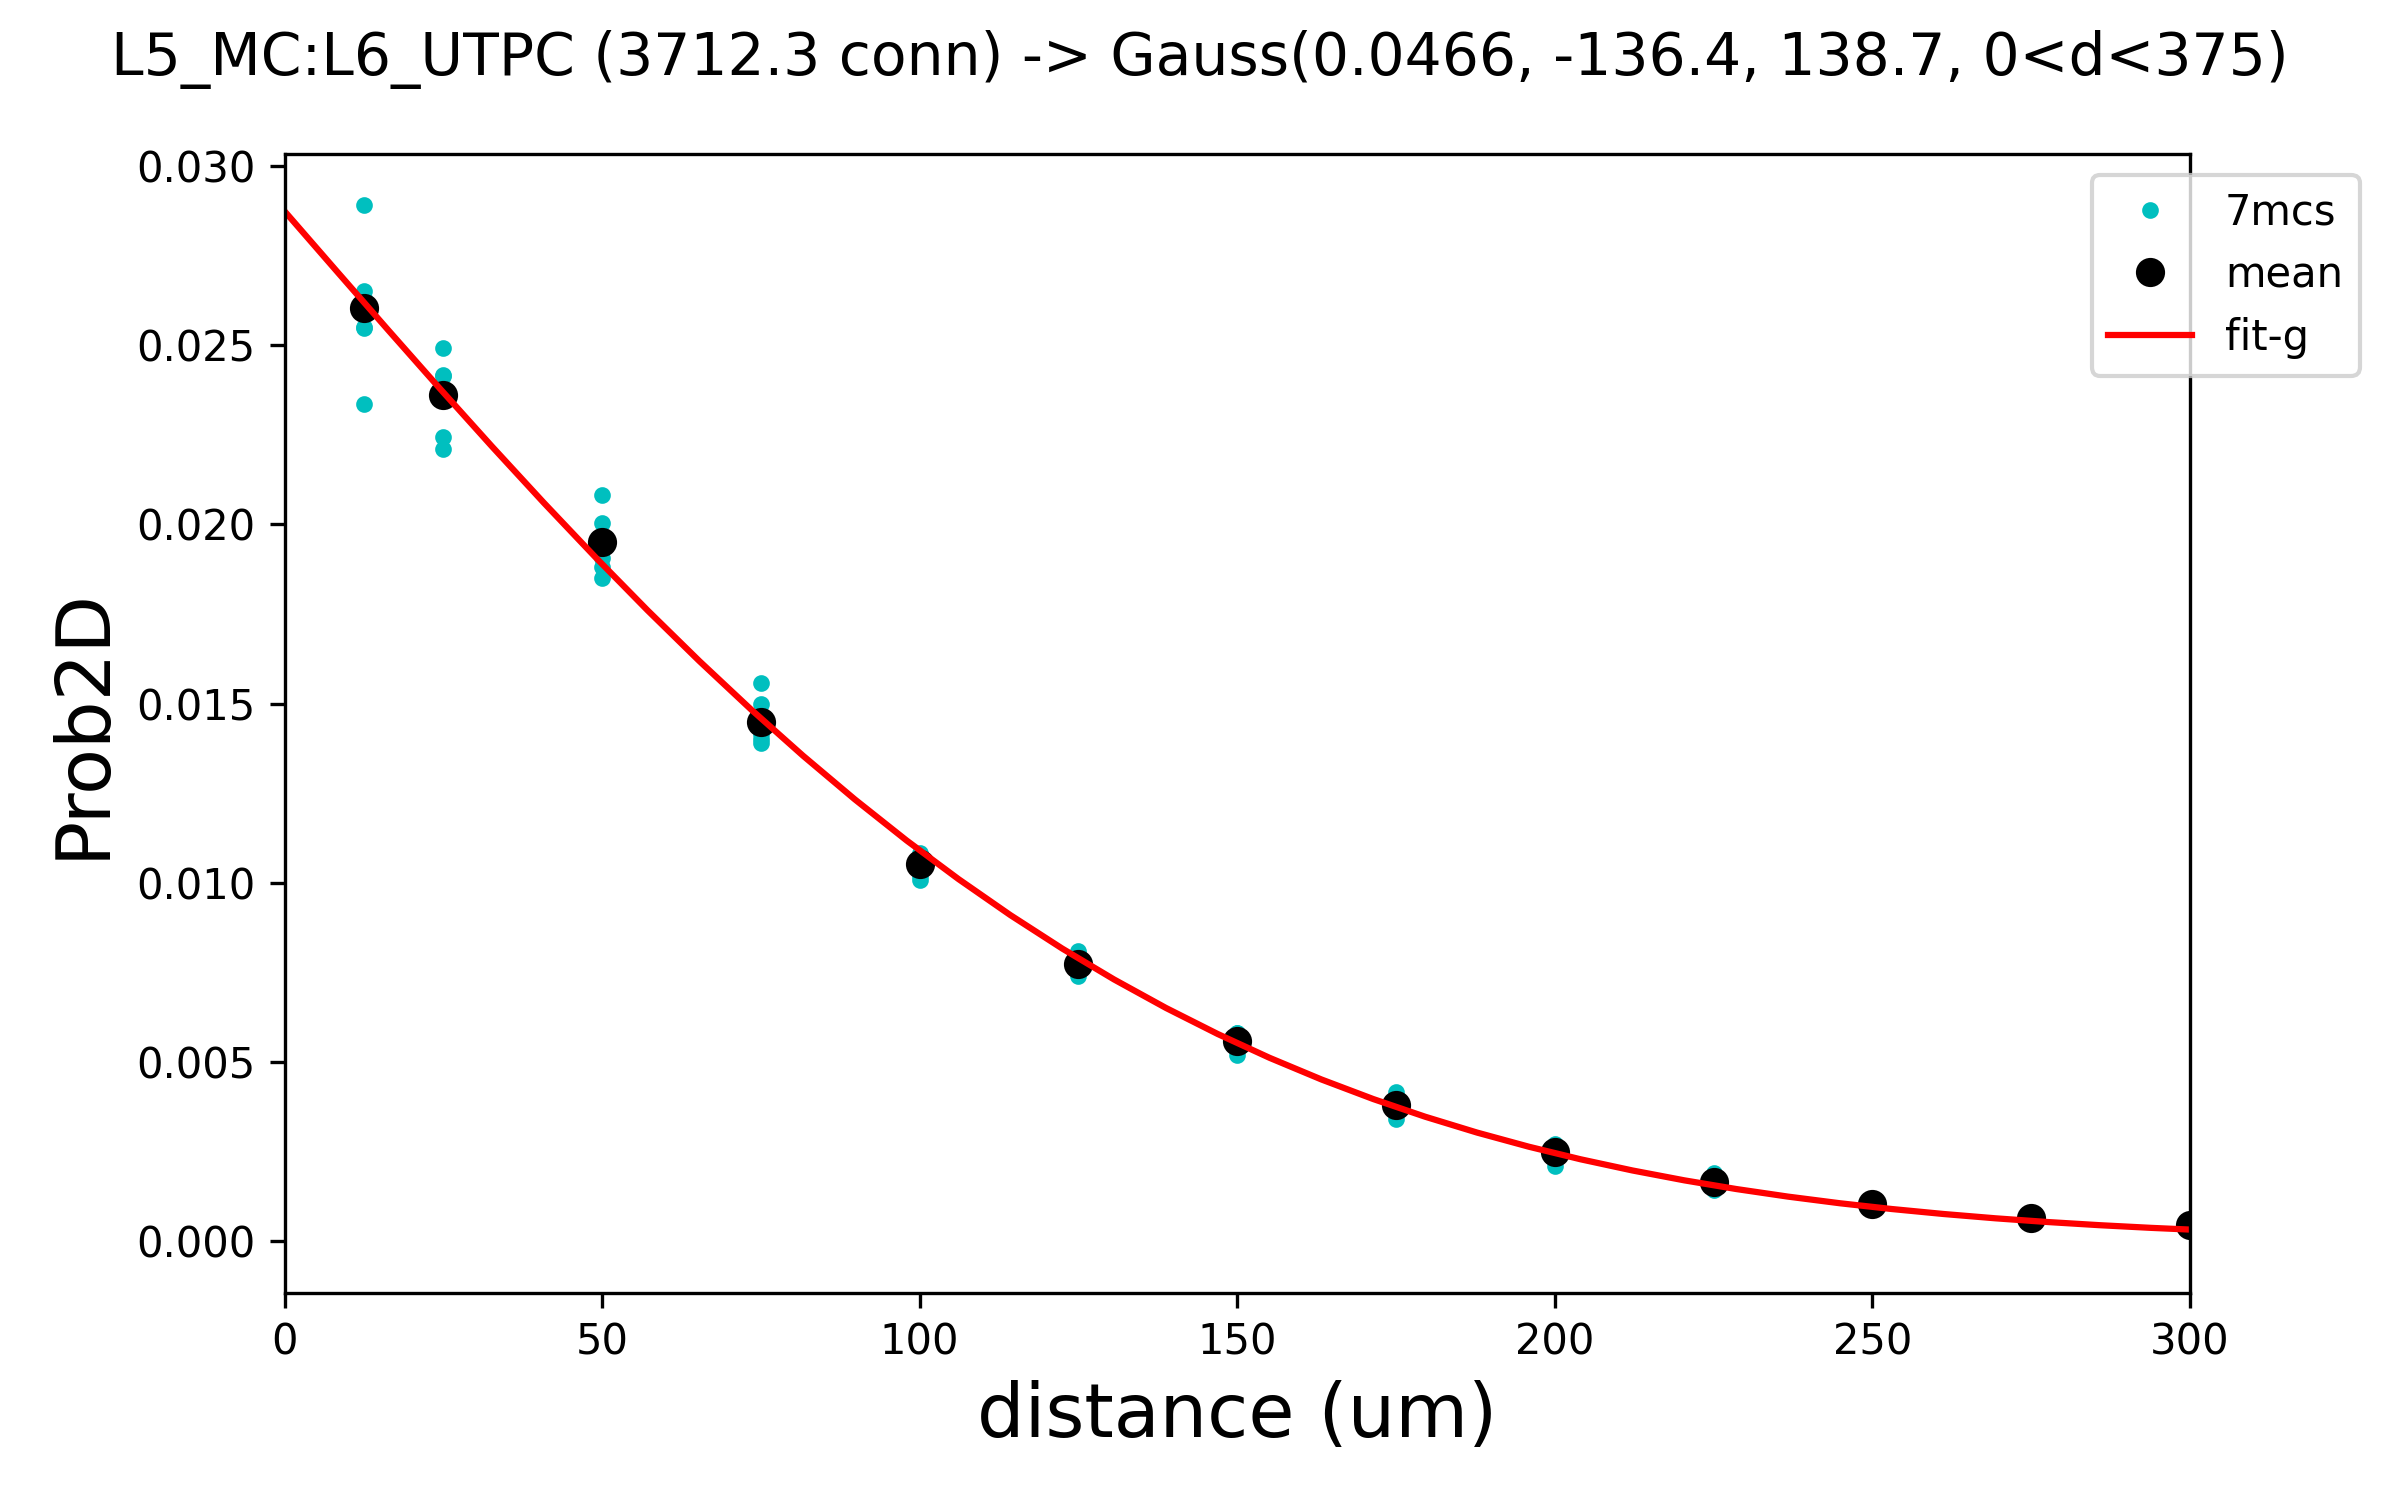 L5_MC:L6_UTPC (3712.3 conn) -> Gauss(0.0466, -136.4, 138.7, 0<d<375)
0.030
0.025
0.020
0.015
0.010
0.005
0.000
Prob2D
7mcs
mean
fit-g
0 50 100 150 200 250 300
distance (um)